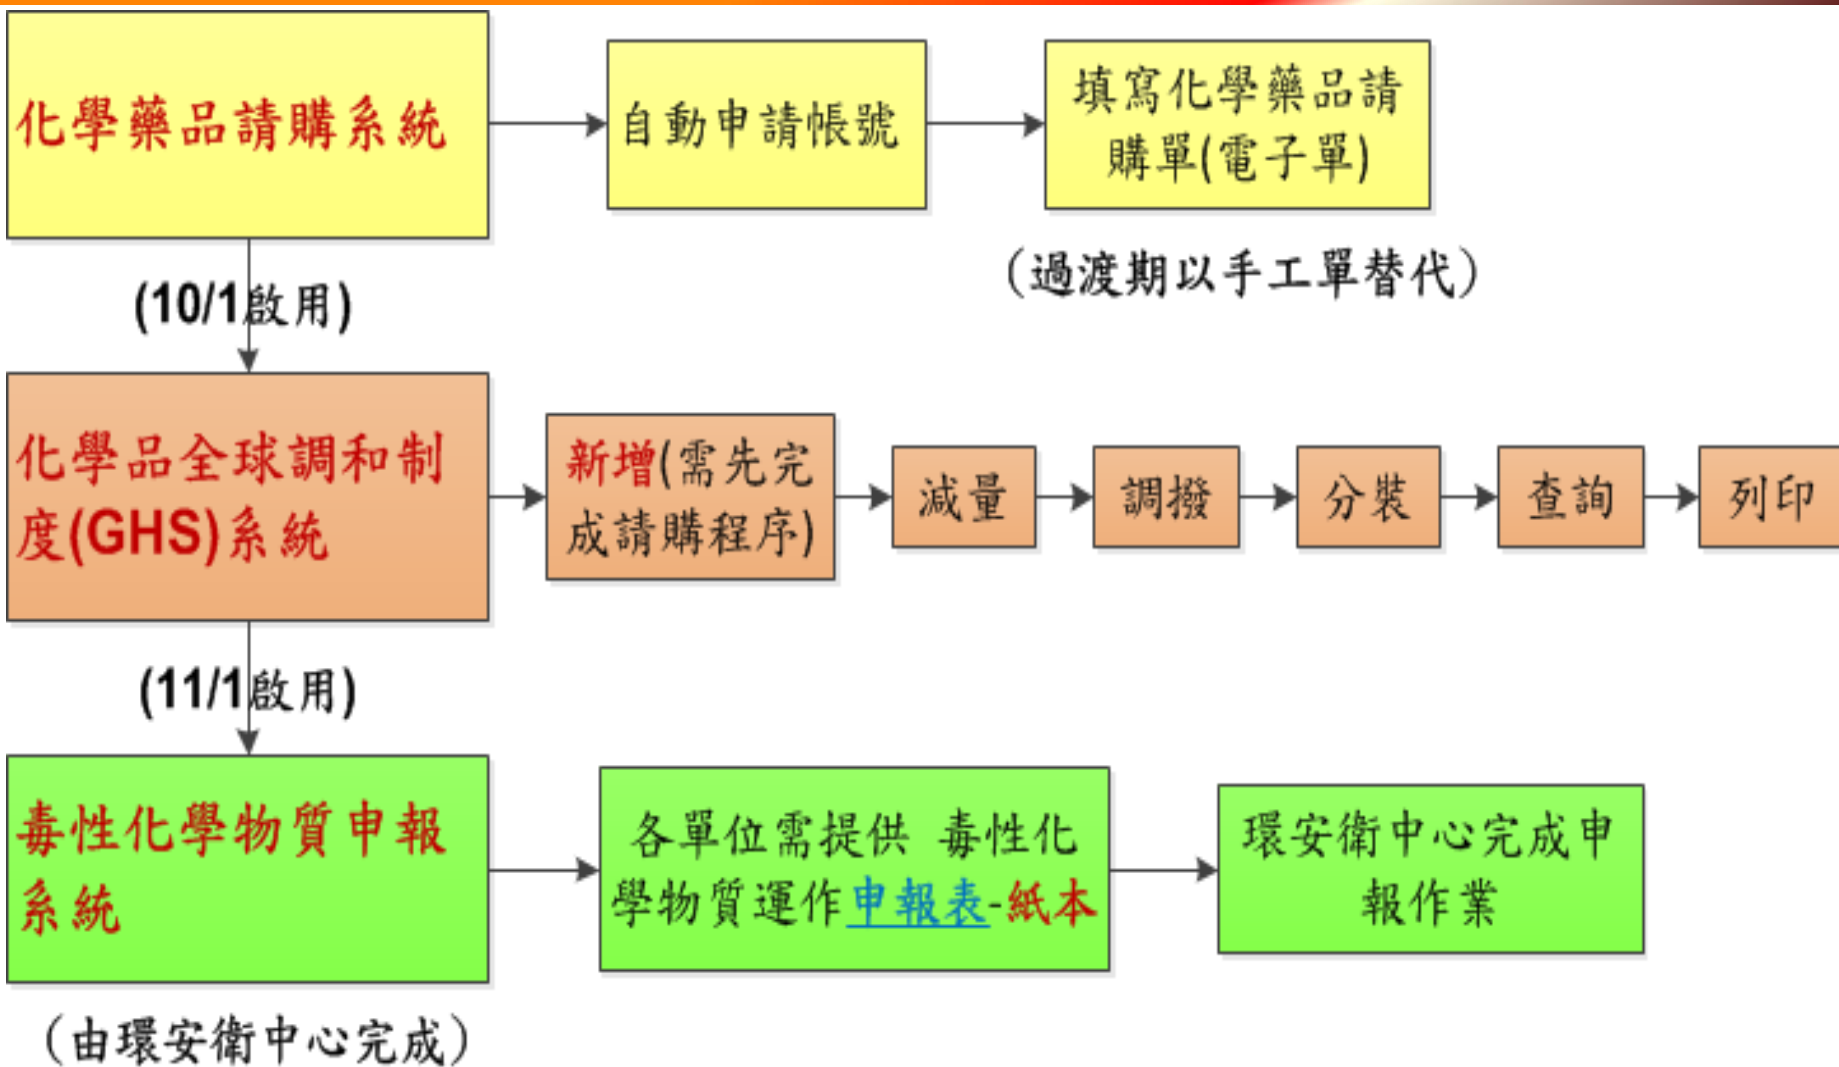 化學藥品請購系統
自動申請帳號
填寫化學藥品請
購單(電子單)
(過渡期以手工單替代)
(10/1啟用)
化學品全球調和制
度(GHS)系統
新增(需先完
成請購程序)
減量
調撥
分裝
查詢
列印
(11/1啟用)
毒性化學物質申報
系統
各單位需提供 毒性化
學物質運作申報表-紙本
環安衛中心完成申
報作業
(由環安衛中心完成)